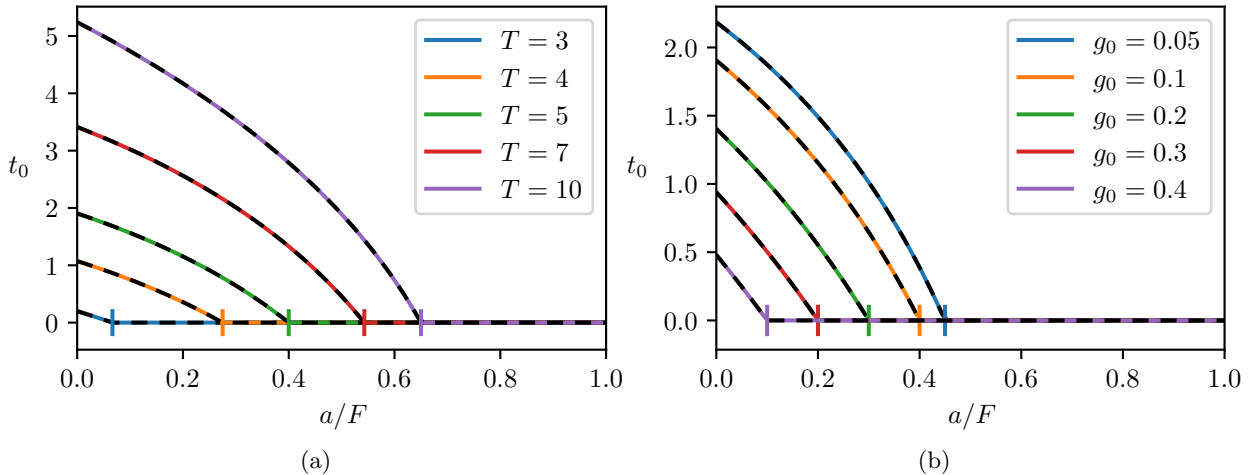 5
4
3
2
1
0
t₀
0.0 0.2 0.4 0.6 0.8 1.0
a/F
T = 3
T = 4
T = 5
T = 7
T = 10
(a)
2.0
1.5
1.0
0.5
0.0
t₀
0.0 0.2 0.4 0.6 0.8 1.0
a/F
g₀ = 0.05
g₀ = 0.1
g₀ = 0.2
g₀ = 0.3
g₀ = 0.4
(b)